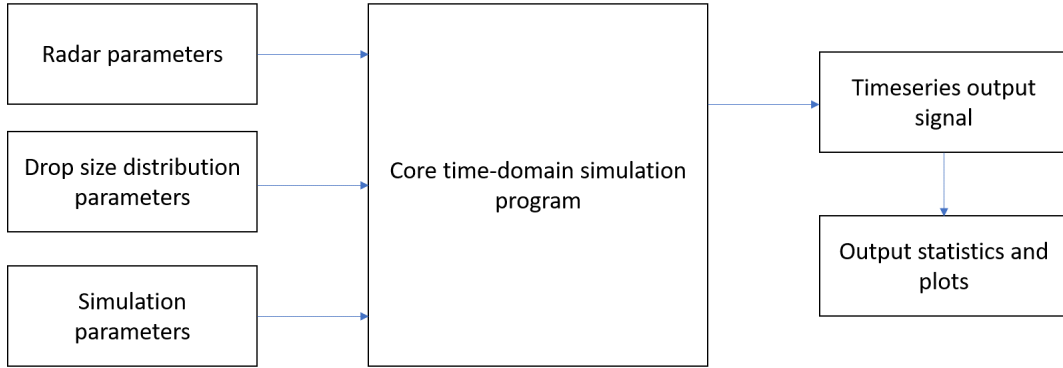 Radar parameters
Drop size distribution
parameters
Simulation
parameters
Core time-domain simulation
program
Timeseries output
signal
Output statistics and
plots